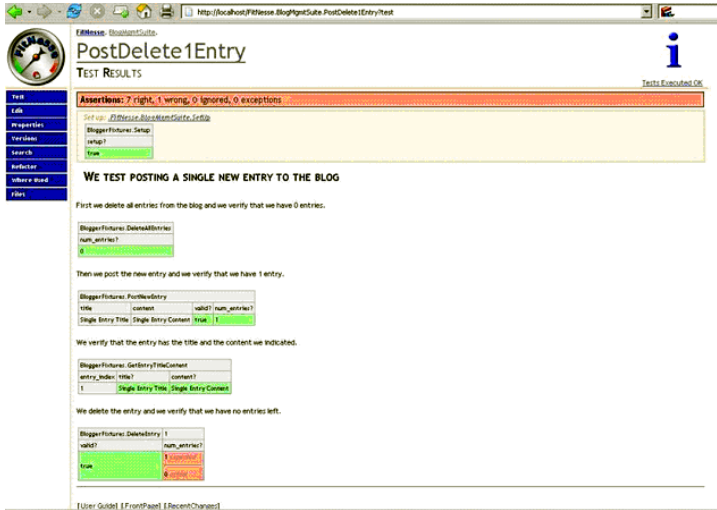 http://localhost/FitNesse.BlogMgmtSuite.PostDelete1Entry?test
FitNesse. BlogMgmtSuite.
PostDelete1Entry
TEST RESULTS
Tests Executed OK
FitNesse
Test
Edit
Properties
Versions
Search
Refactor
Where Used
Files
Assertions: 7 right, 1 wrong, 0 ignored, 0 exceptions
Set up: .FitNesse.BlogMgmtSuite.SetUp
BloggerFixtures.Setup
setup?
true
WE TEST POSTING A SINGLE NEW ENTRY TO THE BLOG
First we delete all entries from the blog and we verify that we have 0 entries.
BloggerFixtures.DeleteAllEntries
num_entries?
0
Then we post the new entry and we verify that we have 1 entry.
BloggerFixtures.PostNewEntry
title content valid? num_entries?
Single Entry Title Single Entry Content true 1
We verify that the entry has the title and the content we indicated.
BloggerFixtures.GetEntryTitleContent
entry_index title? content?
1 Single Entry Title Single Entry Content
We delete the entry and we verify that we have no entries left.
BloggerFixtures.DeleteEntry 1
valid? num_entries?
true 1 expected
0 actual
[User Guide] [.FrontPage] [.RecentChanges]